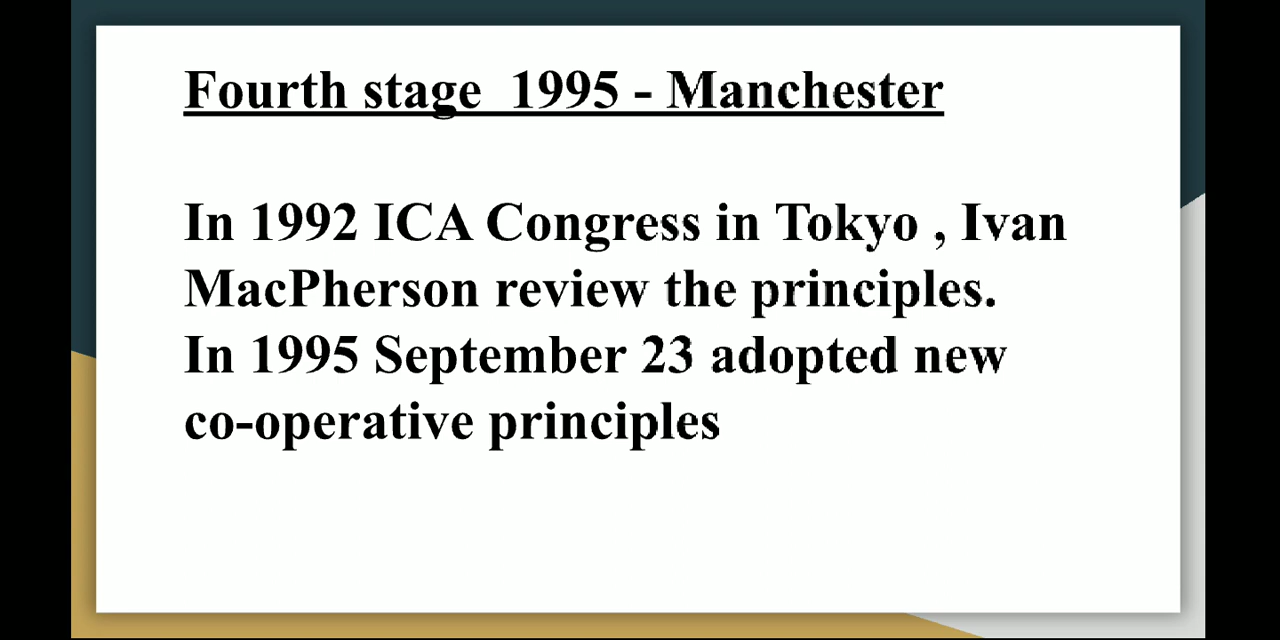 Fourth stage 1995 - Manchester
In 1992 ICA Congress in Tokyo , Ivan
MacPherson review the principles.
In 1995 September 23 adopted new
co-operative principles